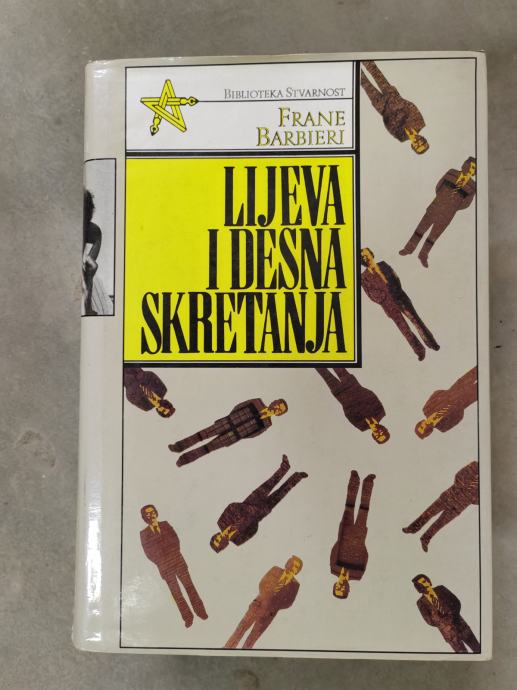 BIBLIOTEKA STVARNOST
FRANE
BARBIERI
LIJEVA
I DESNA
SKRETANJA